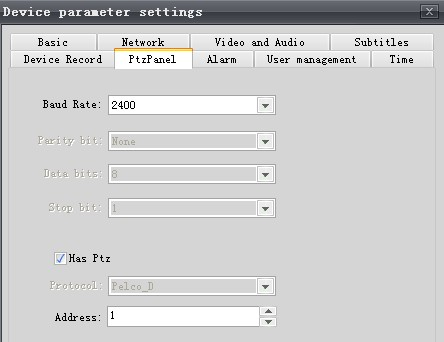 Device parameter settings
Basic Network Video and Audio Subtitles
Device Record PtzPanel Alarm User management Time
Baud Rate: 2400
Parity bit: None
Data bits: 8
Stop bit: 1
Has Ptz
Protocol: Pelco_D
Address: 1